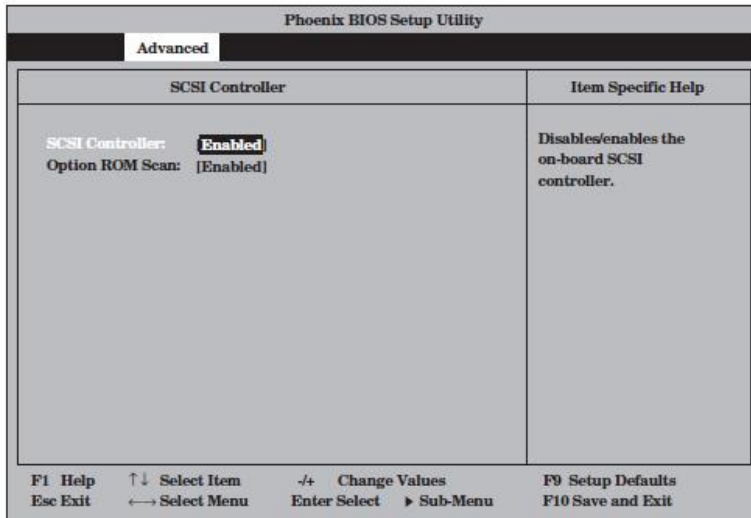 Phoenix BIOS Setup Utility
Advanced
SCSI Controller
Item Specific Help
SCSI Controller: [Enabled]
Option ROM Scan: [Enabled]
Disables/enables the
on-board SCSI
controller.
F1 Help ↑↓ Select Item -/+ Change Values F9 Setup Defaults
Esc Exit ←→ Select Menu Enter Select ▶ Sub-Menu F10 Save and Exit